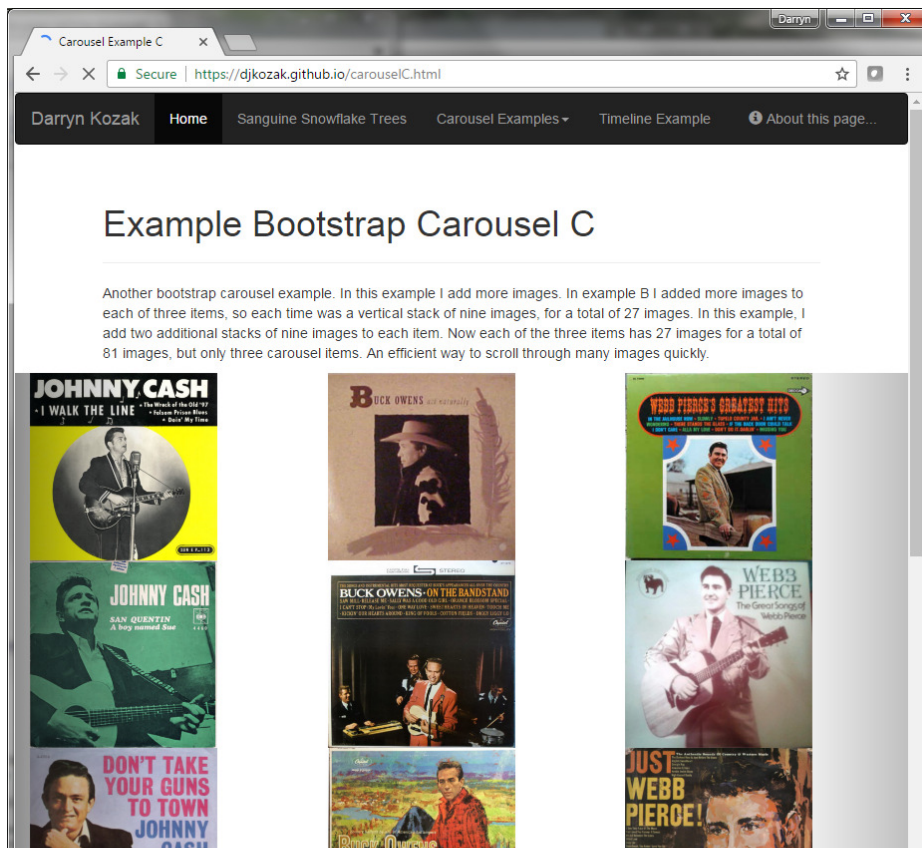 Darryn
Carousel Example C
Secure | https://djkozak.github.io/carouselC.html
Darryn Kozak Home Sanguine Snowflake Trees Carousel Examples Timeline Example About this page...
Example Bootstrap Carousel C
Another bootstrap carousel example. In this example I add more images. In example B I added more images to
each of three items, so each time was a vertical stack of nine images, for a total of 27 images. In this example, I
add two additional stacks of nine images to each item. Now each of the three items has 27 images for a total of
81 images, but only three carousel items. An efficient way to scroll through many images quickly.
JOHNNY CASH
• I WALK THE LINE • The Wreck of the Old '97
• Folsom Prison Blues
• Doin' My Time
BUCK OWENS act naturally
WEBB PIERCE'S GREATEST HITS
JOHNNY CASH
SAN QUENTIN
A boy named Sue
STEREO
BUCK OWENS • ON THE BANDSTAND
Capitol
WEBB PIERCE
The Great Songs of
Webb Pierce
DON'T TAKE
YOUR GUNS
TO TOWN
JOHNNY
CASH
Capitol
BUCK OWENS
JUST
WEBB
PIERCE!